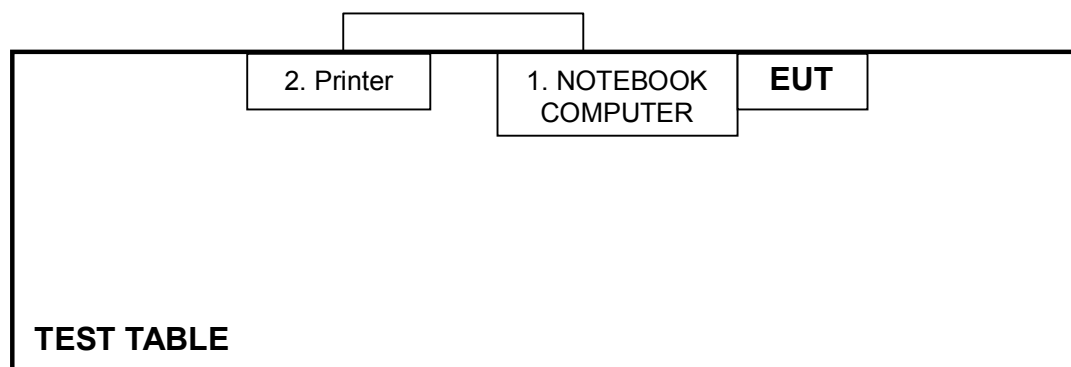 2. Printer
1. NOTEBOOK
COMPUTER
EUT
TEST TABLE